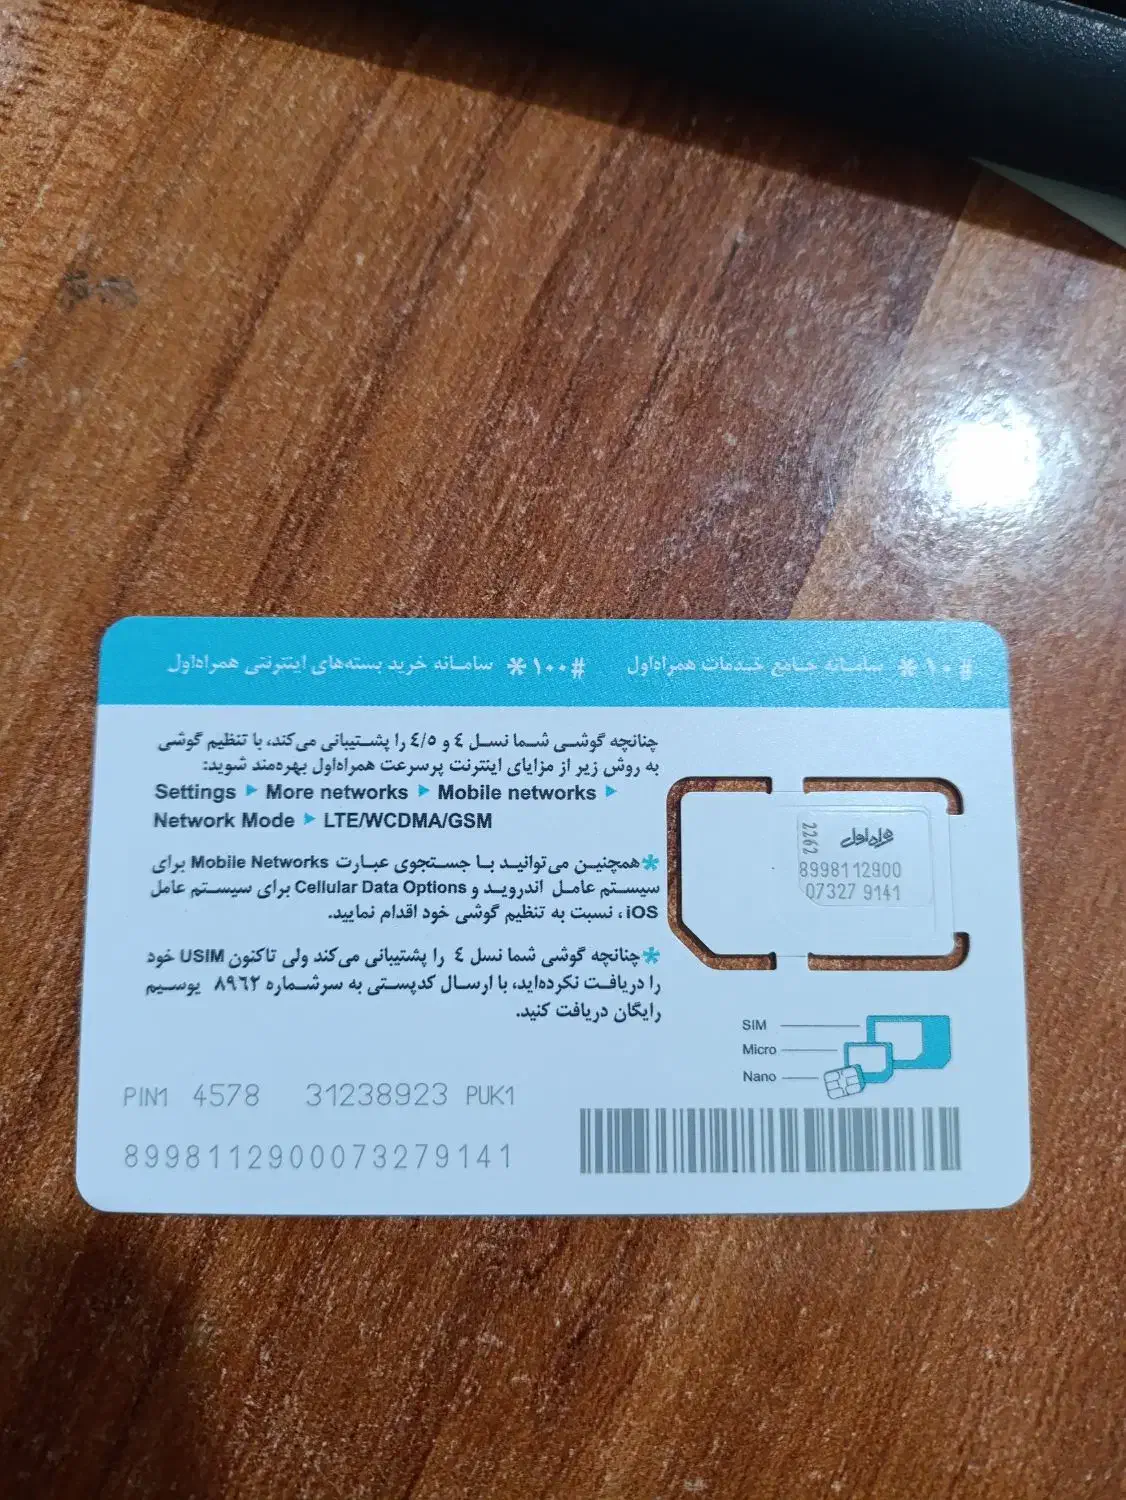 #۱۰* سامانه جامع خدمات همراه‌اول
#۱۰۰* سامانه خرید بسته‌های اینترنتی همراه‌اول
چنانچه گوشی شما نسل ٤ و ٤/٥ را پشتیبانی می‌کند، با تنظیم گوشی
به روش زیر از مزایای اینترنت پرسرعت همراه‌اول بهره‌مند شوید:
Settings ▶ More networks ▶ Mobile networks ▶
Network Mode ▶ LTE/WCDMA/GSM
*همچنین می‌توانید با جستجوی عبارت Mobile Networks برای
سیستم عامل اندروید و Cellular Data Options برای سیستم عامل
iOS، نسبت به تنظیم گوشی خود اقدام نمایید.
*چنانچه گوشی شما نسل ٤ را پشتیبانی می‌کند ولی تاکنون USIM خود
را دریافت نکرده‌اید، با ارسال کدپستی به سرشماره ۸۹٦۲ یوسیم
رایگان دریافت کنید.
همراه اول
2262
8998112900
07327 9141
SIM
Micro
Nano
PIN1 4578 31238923 PUK1
8998112900073279141